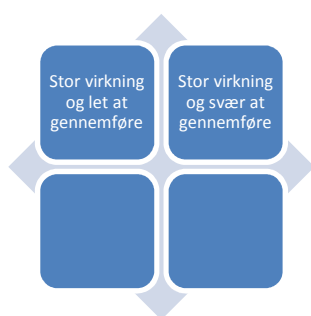 Stor virkning
og let at
gennemføre
Stor virkning
og svær at
gennemføre